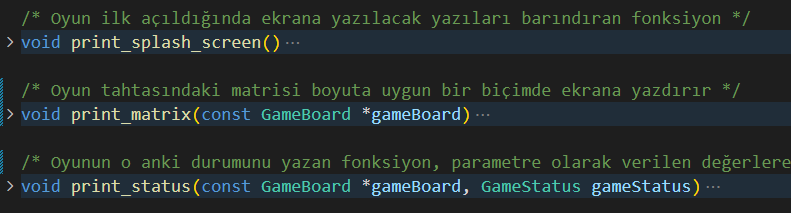 /* Oyun ilk açıldığında ekrana yazılacak yazıları barındıran fonksiyon */
void print_splash_screen() ···
/* Oyun tahtasındaki matrisi boyuta uygun bir biçimde ekrana yazdırır */
void print_matrix(const GameBoard *gameBoard) ···
/* Oyunun o anki durumunu yazan fonksiyon, parametre olarak verilen değerlere
void print_status(const GameBoard *gameBoard, GameStatus gameStatus) ···